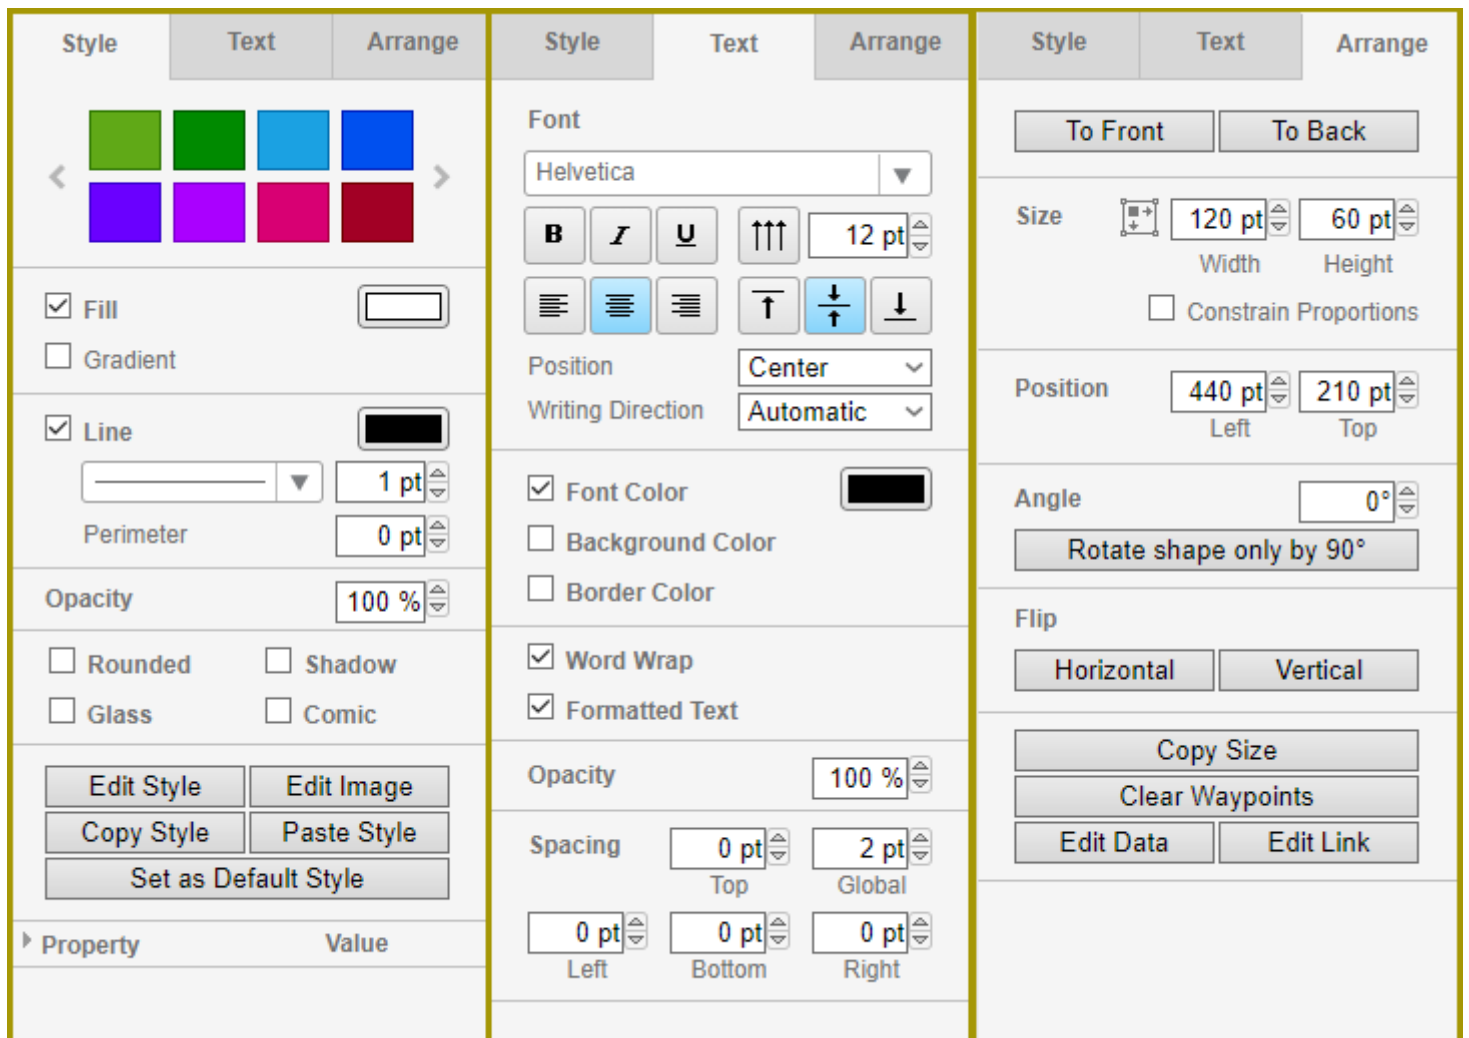 Style Text Arrange
Fill
Gradient
Line
1 pt
Perimeter 0 pt
Opacity 100 %
Rounded Shadow
Glass Comic
Edit Style Edit Image
Copy Style Paste Style
Set as Default Style
Property Value
Style Text Arrange
Font
Helvetica
B I U 12 pt
Position Center
Writing Direction Automatic
Font Color
Background Color
Border Color
Word Wrap
Formatted Text
Opacity 100 %
Spacing 0 pt 2 pt
Top Global
0 pt 0 pt 0 pt
Left Bottom Right
Style Text Arrange
To Front To Back
Size 120 pt 60 pt
Width Height
Constrain Proportions
Position 440 pt 210 pt
Left Top
Angle 0°
Rotate shape only by 90°
Flip
Horizontal Vertical
Copy Size
Clear Waypoints
Edit Data Edit Link